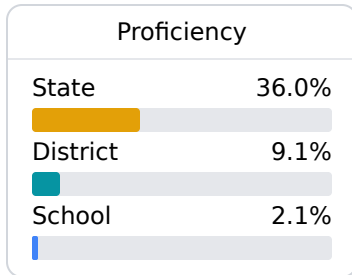 Proficiency
State 36.0%
District 9.1%
School 2.1%